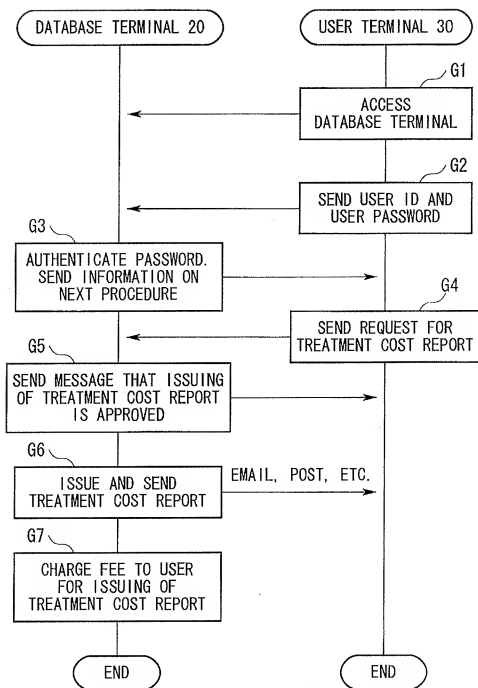 DATABASE TERMINAL 20
USER TERMINAL 30
G1
ACCESS
DATABASE TERMINAL
G2
SEND USER ID AND
USER PASSWORD
G3
AUTHENTICATE PASSWORD.
SEND INFORMATION ON
NEXT PROCEDURE
G4
SEND REQUEST FOR
TREATMENT COST REPORT
G5
SEND MESSAGE THAT ISSUING
OF TREATMENT COST REPORT
IS APPROVED
G6
ISSUE AND SEND
TREATMENT COST REPORT
EMAIL, POST, ETC.
G7
CHARGE FEE TO USER
FOR ISSUING OF
TREATMENT COST REPORT
END
END